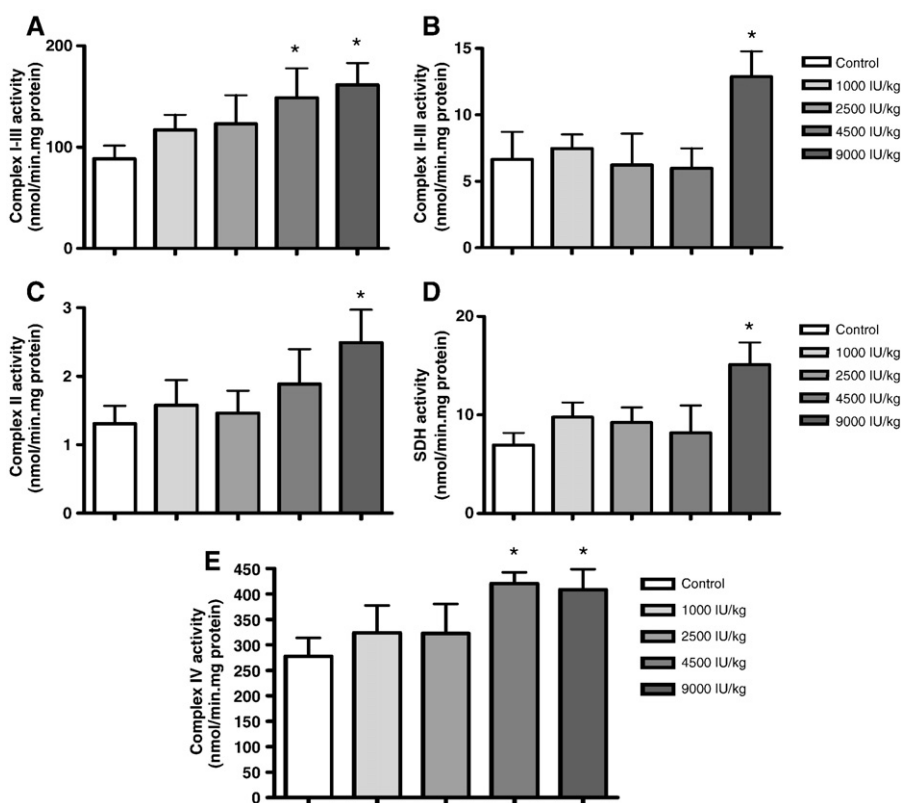 A
Complex I-III activity
(nmol/min.mg protein)
200
100
0
*
*
B
Complex II-III activity
(nmol/min.mg protein)
15
10
5
0
*
Control
1000 IU/kg
2500 IU/kg
4500 IU/kg
9000 IU/kg
C
Complex II activity
(nmol/min.mg protein)
3
2
1
0
*
D
SDH activity
(nmol/min.mg protein)
20
10
0
*
Control
1000 IU/kg
2500 IU/kg
4500 IU/kg
9000 IU/kg
E
Complex IV activity
(nmol/min.mg protein)
450
400
350
300
250
200
150
100
50
0
*
*
Control
1000 IU/kg
2500 IU/kg
4500 IU/kg
9000 IU/kg